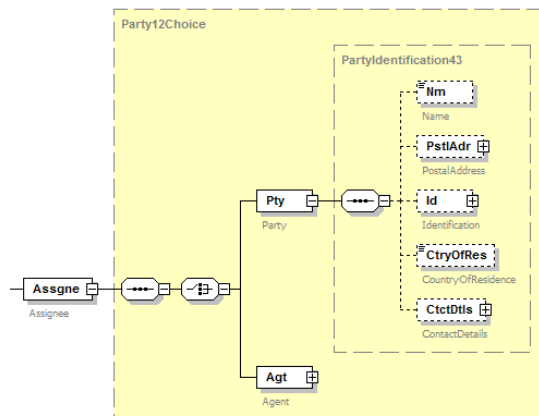 Party12Choice
PartyIdentification43
Nm
Name
PstlAdr
PostalAddress
Pty
Party
Id
Identification
CtryOfRes
CountryOfResidence
Assgne
Assignee
CtctDtls
ContactDetails
Agt
Agent